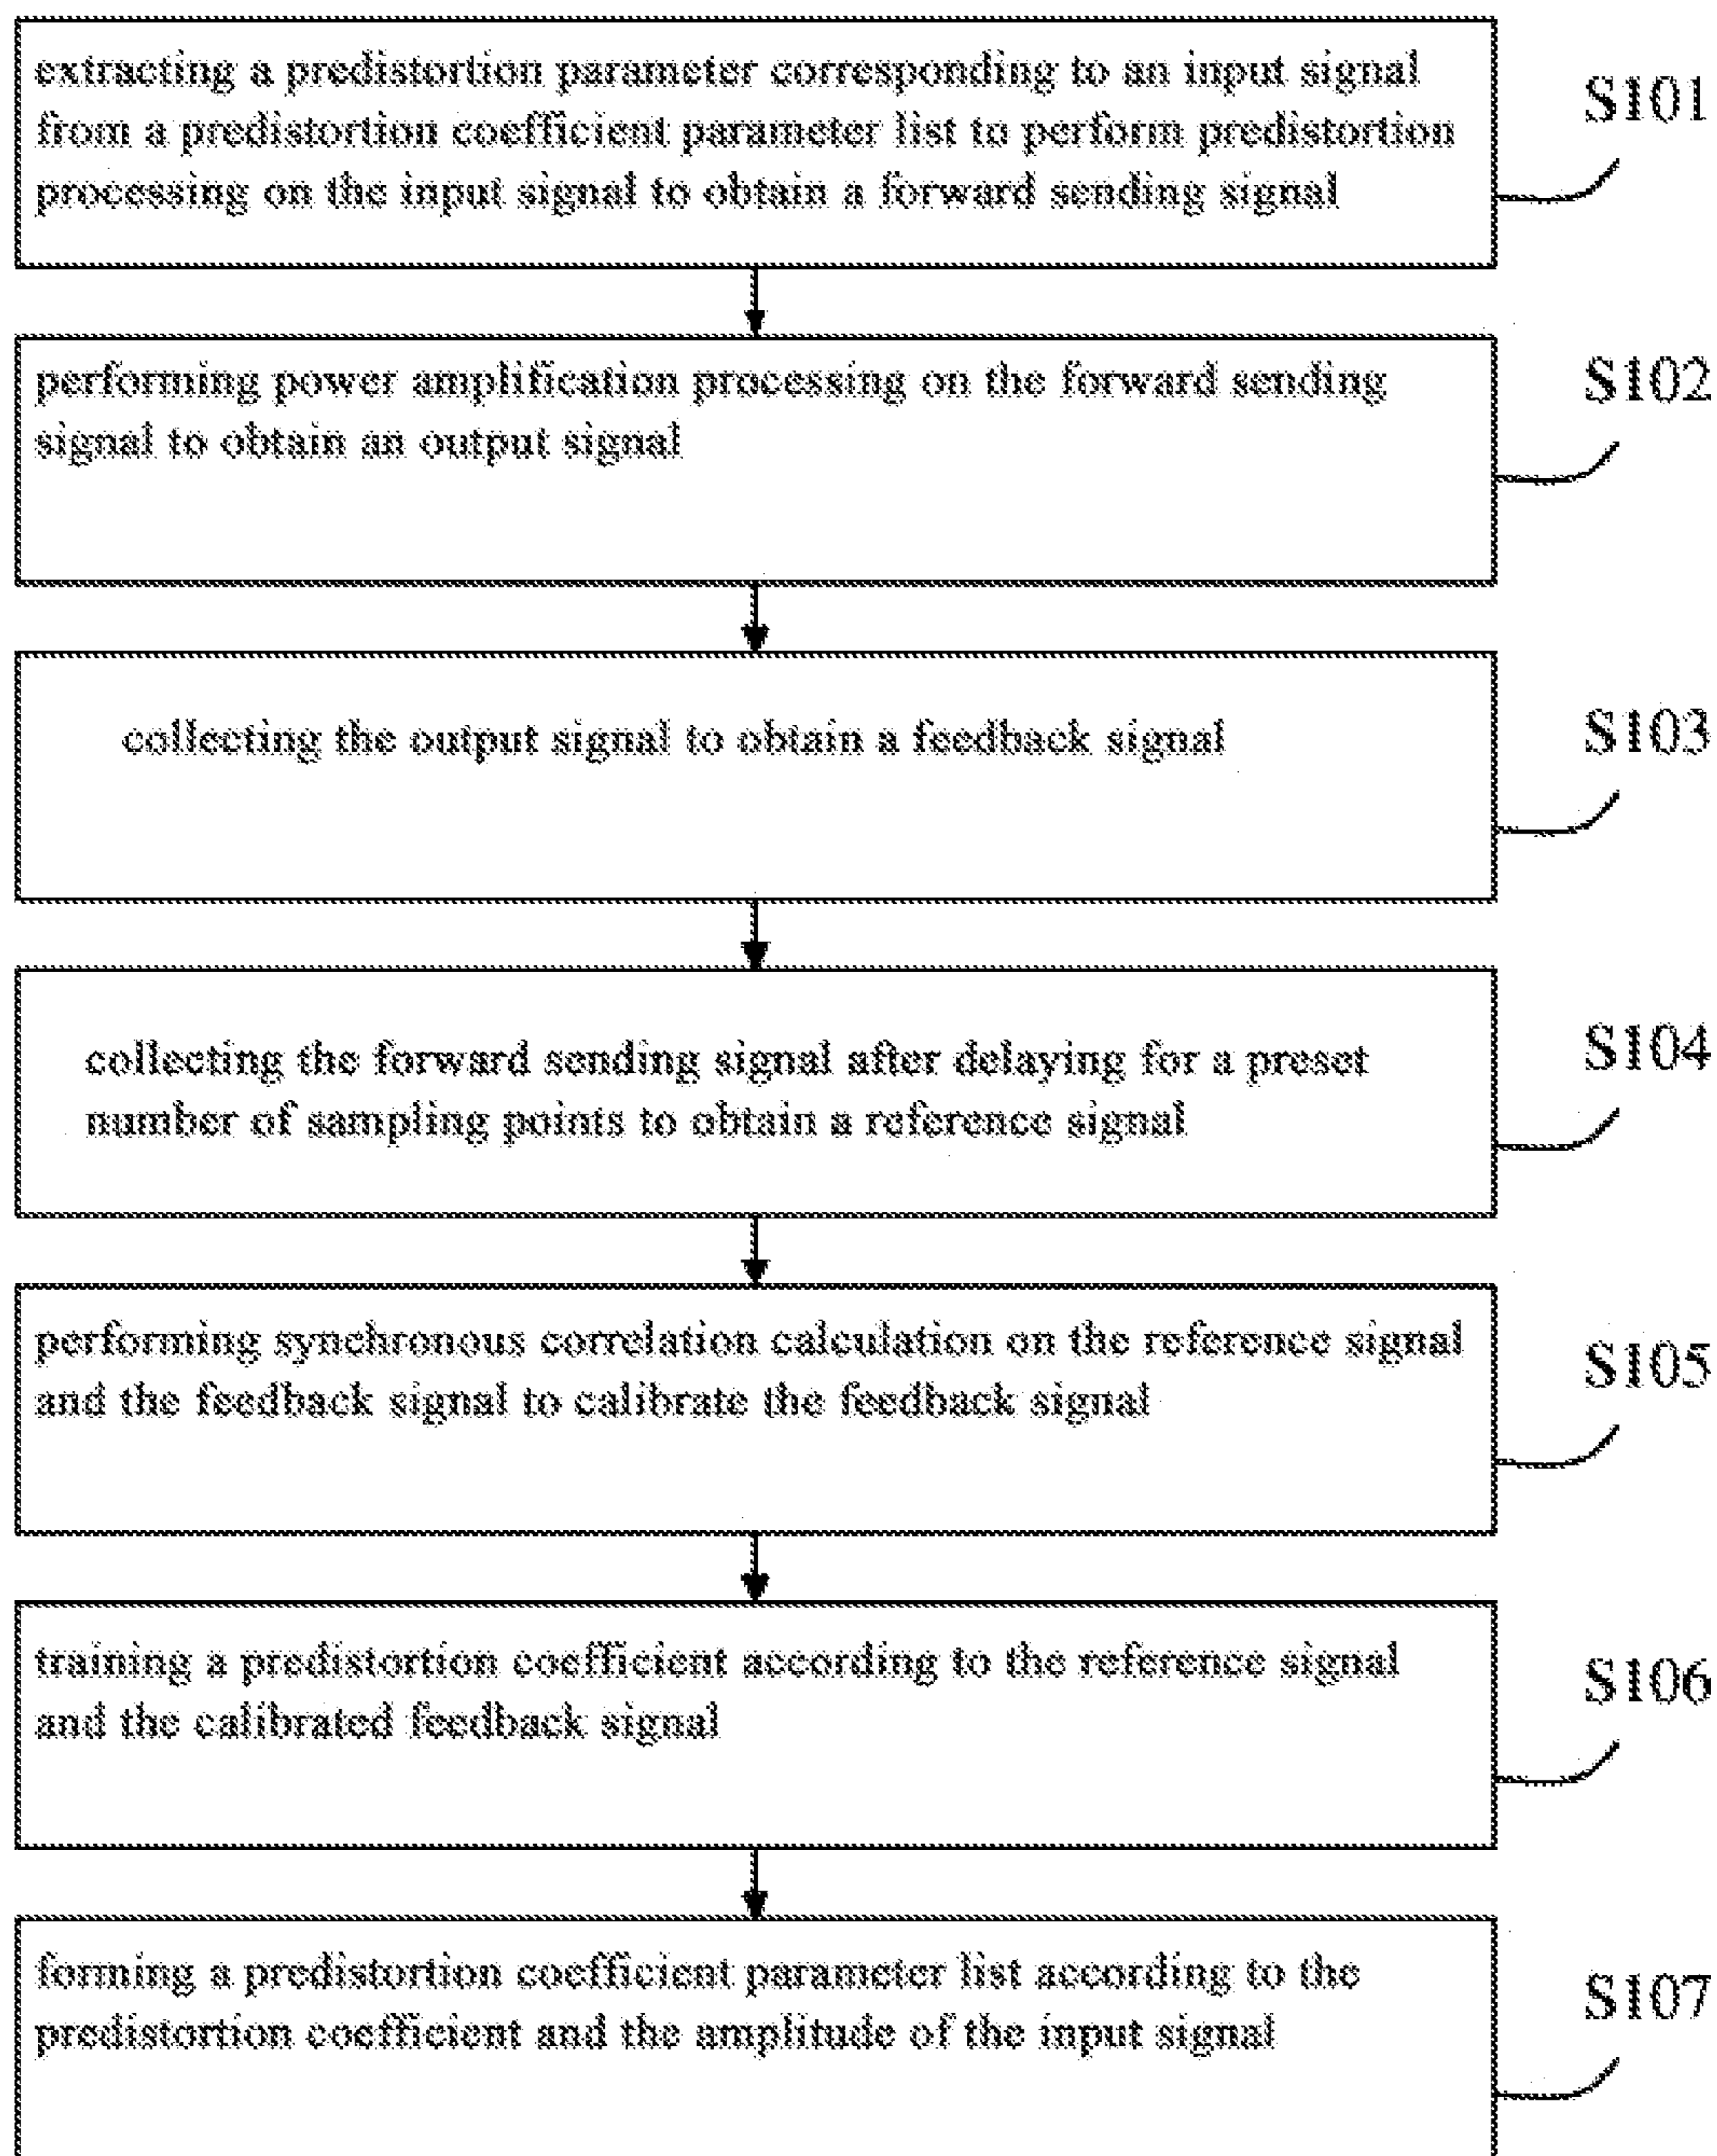 extracting a predistortion parameter corresponding to an input signal
from a predistortion coefficient parameter list to perform predistortion
processing on the input signal to obtain a forward sending signal
S101
performing power amplification processing on the forward sending
signal to obtain an output signal
S102
collecting the output signal to obtain a feedback signal
S103
collecting the forward sending signal after delaying for a preset
number of sampling points to obtain a reference signal
S104
performing synchronous correlation calculation on the reference signal
and the feedback signal to calibrate the feedback signal
S105
training a predistortion coefficient according to the reference signal
and the calibrated feedback signal
S106
forming a predistortion coefficient parameter list according to the
predistortion coefficient and the amplitude of the input signal
S107